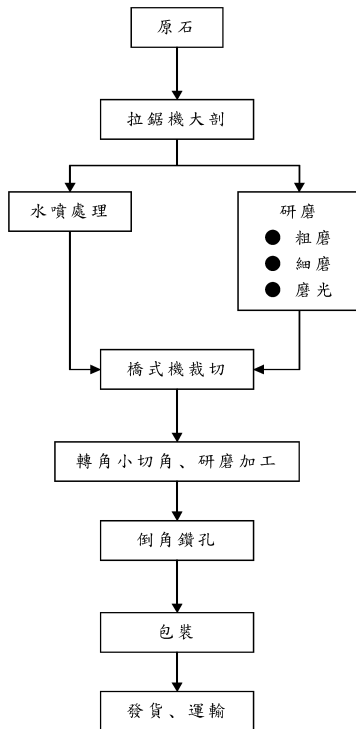 原石
拉鋸機大剖
水噴處理
研磨
● 粗磨
● 細磨
● 磨光
橋式機裁切
轉角小切角、研磨加工
倒角鑽孔
包裝
發貨、運輸